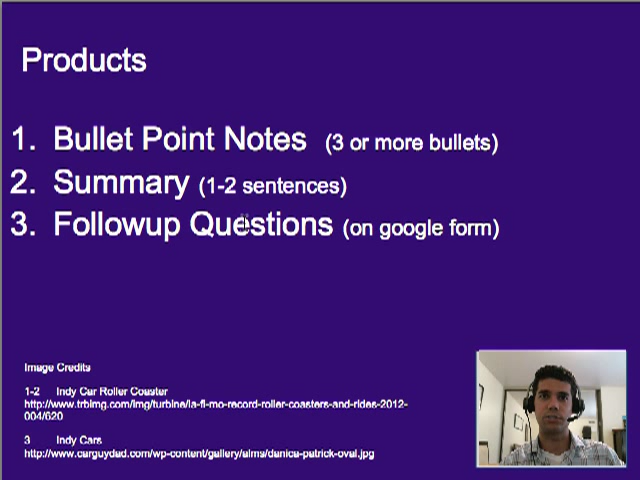 Products
1. Bullet Point Notes (3 or more bullets)
2. Summary (1-2 sentences)
3. Followup Questions (on google form)
Image Credits
1-2 Indy Car Roller Coaster
http://www.trbimg.com/img/turbine/la-fi-mo-record-roller-coasters-and-rides-2012-
004/620
3 Indy Cars
http://www.carguydad.com/wp-content/gallery/alms/danica-patrick-oval.jpg